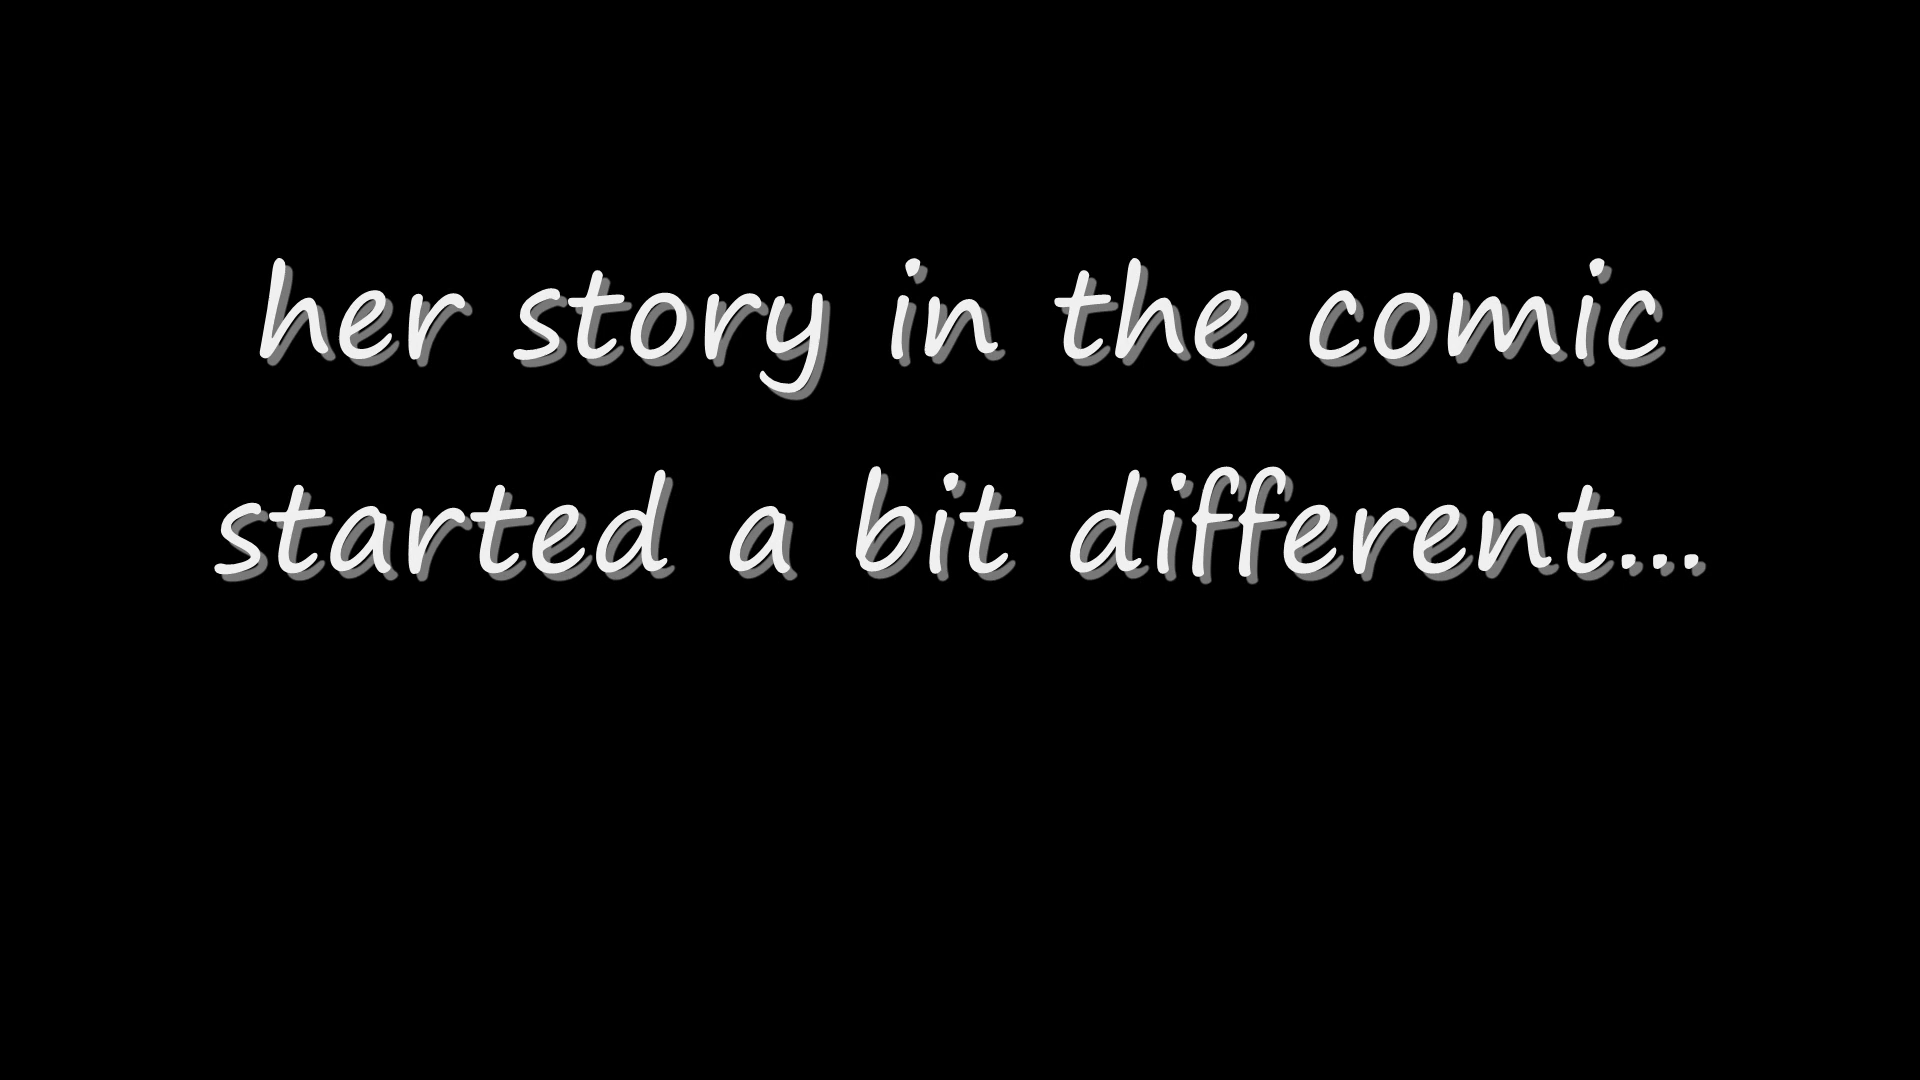 her story in the comic
started a bit different...